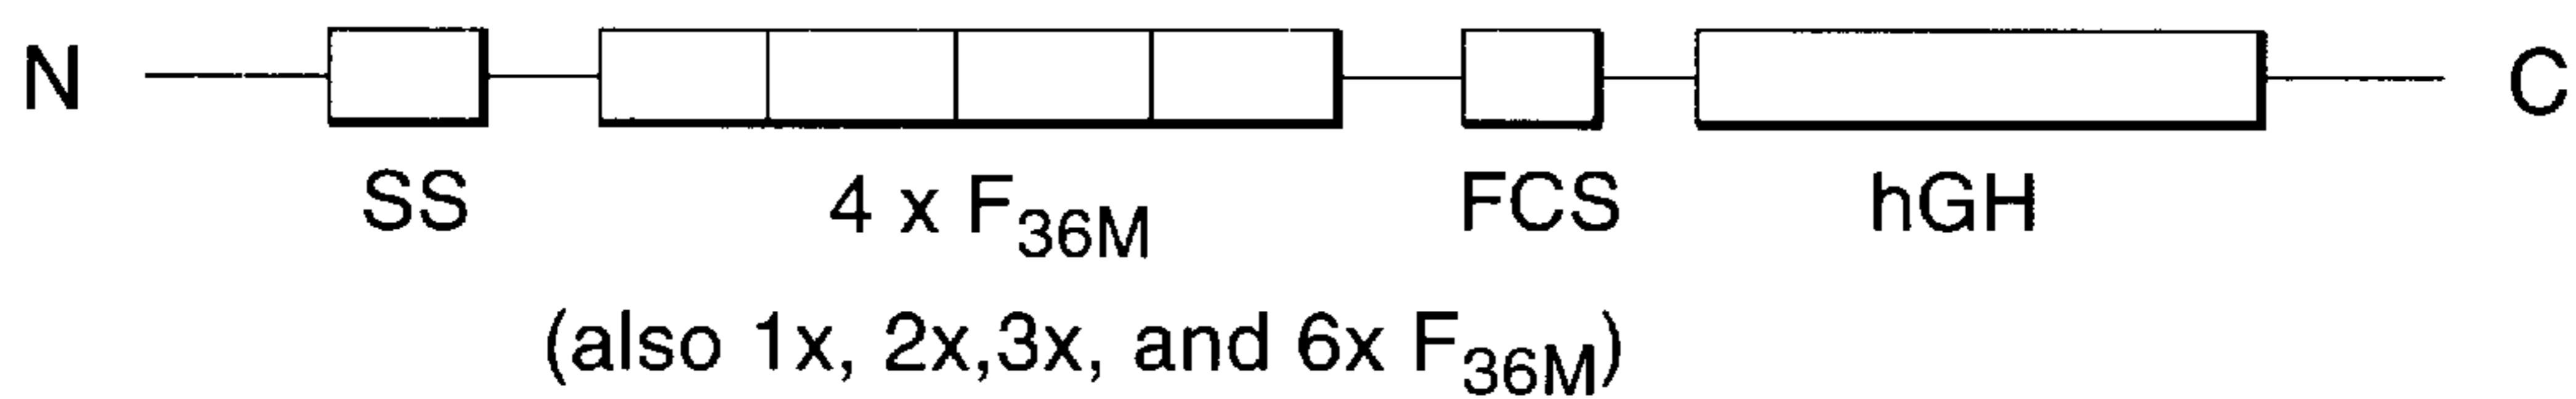 N C
SS 4 x F36M FCS hGH
(also 1x, 2x,3x, and 6x F36M)